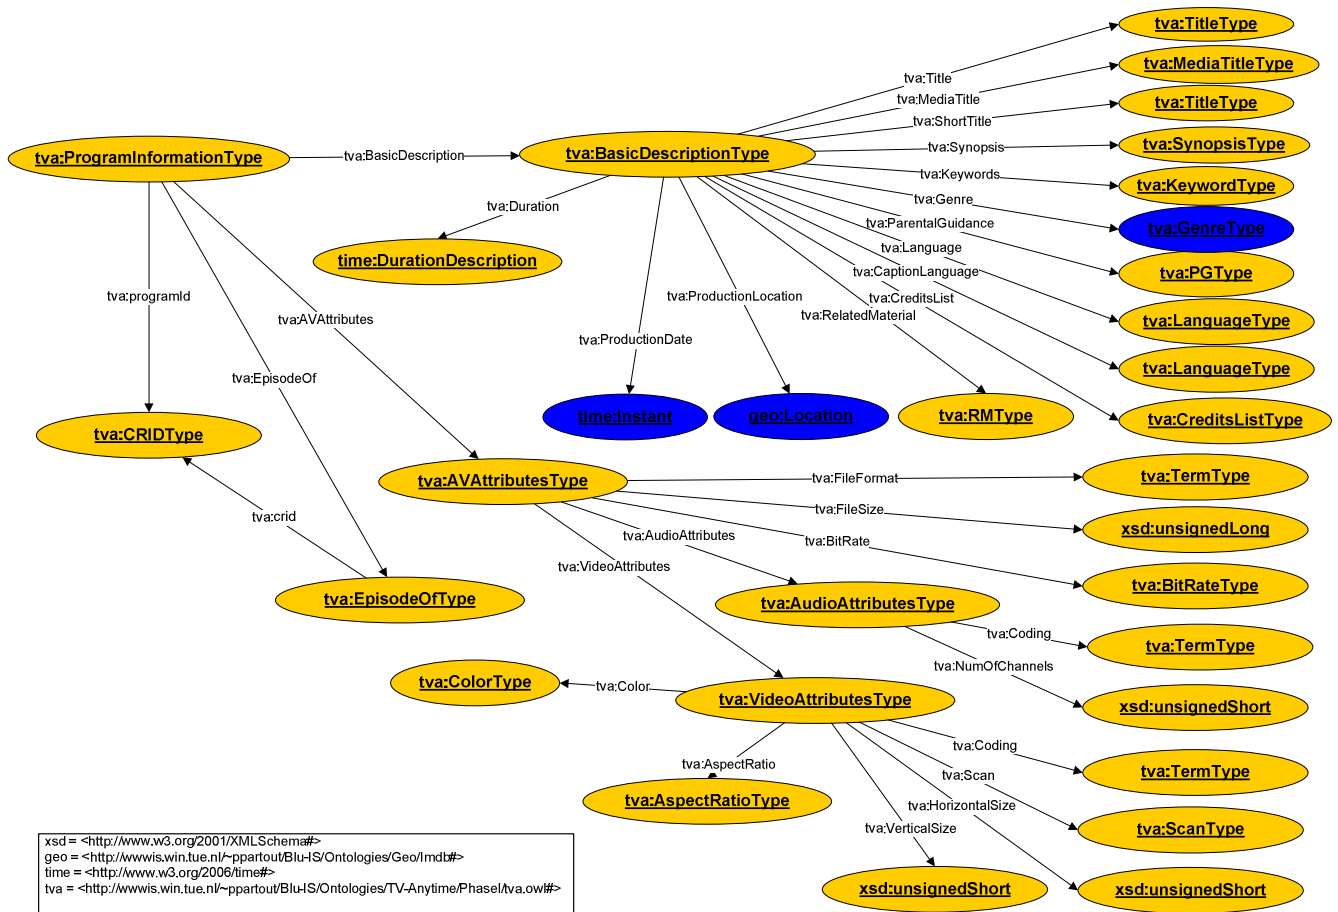 tva:TitleType
tva:MediaTitleType
tva:TitleType
tva:SynopsisType
tva:KeywordType
tva:GenreType
tva:PGType
tva:LanguageType
tva:LanguageType
tva:CreditsListType
tva:Title
tva:MediaTitle
tva:ShortTitle
tva:Synopsis
tva:Keywords
tva:Genre
tva:ParentalGuidance
tva:Language
tva:CaptionLanguage
tva:CreditsList
tva:RelatedMaterial
tva:ProgramInformationType
tva:BasicDescription
tva:BasicDescriptionType
tva:Duration
time:DurationDescription
tva:programId
tva:AVAttributes
tva:ProductionLocation
tva:ProductionDate
tva:EpisodeOf
time:Instant
geo:Location
tva:RMType
tva:CRIDType
tva:AVAttributesType
tva:FileFormat
tva:TermType
tva:FileSize
xsd:unsignedLong
tva:crid
tva:AudioAttributes
tva:BitRate
tva:VideoAttributes
tva:BitRateType
tva:EpisodeOfType
tva:AudioAttributesType
tva:Coding
tva:TermType
tva:NumOfChannels
tva:ColorType
tva:Color
tva:VideoAttributesType
xsd:unsignedShort
tva:Coding
tva:AspectRatio
tva:Scan
tva:TermType
tva:AspectRatioType
tva:HorizontalSize
tva:VerticalSize
tva:ScanType
xsd:unsignedShort
xsd:unsignedShort
xsd = <http://www.w3.org/2001/XMLSchema#>
geo = <http://wwwis.win.tue.nl/~ppartout/Blu-IS/Ontologies/Geo/Imdb#>
time = <http://www.w3.org/2006/time#>
tva = <http://wwwis.win.tue.nl/~ppartout/Blu-IS/Ontologies/TV-Anytime/PhaseI/tva.owl#>